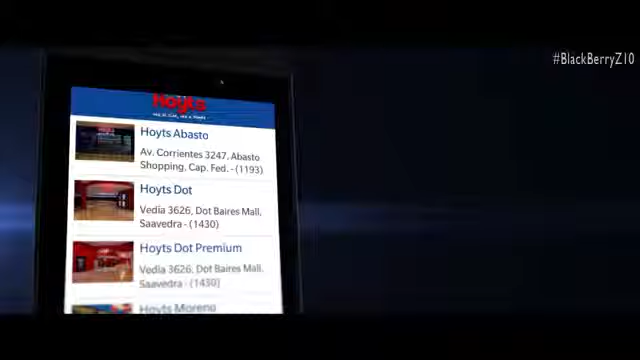 #BlackBerryZ10
Hoyts
Hoyts Abasto
Av. Corrientes 3247, Abasto
Shopping, Cap. Fed. - (1193)
Hoyts Dot
Vedia 3626, Dot Baires Mall,
Saavedra - (1430)
Hoyts Dot Premium
Vedia 3626, Dot Baires Mall,
Saavedra - (1430)
Hoyts Moreno